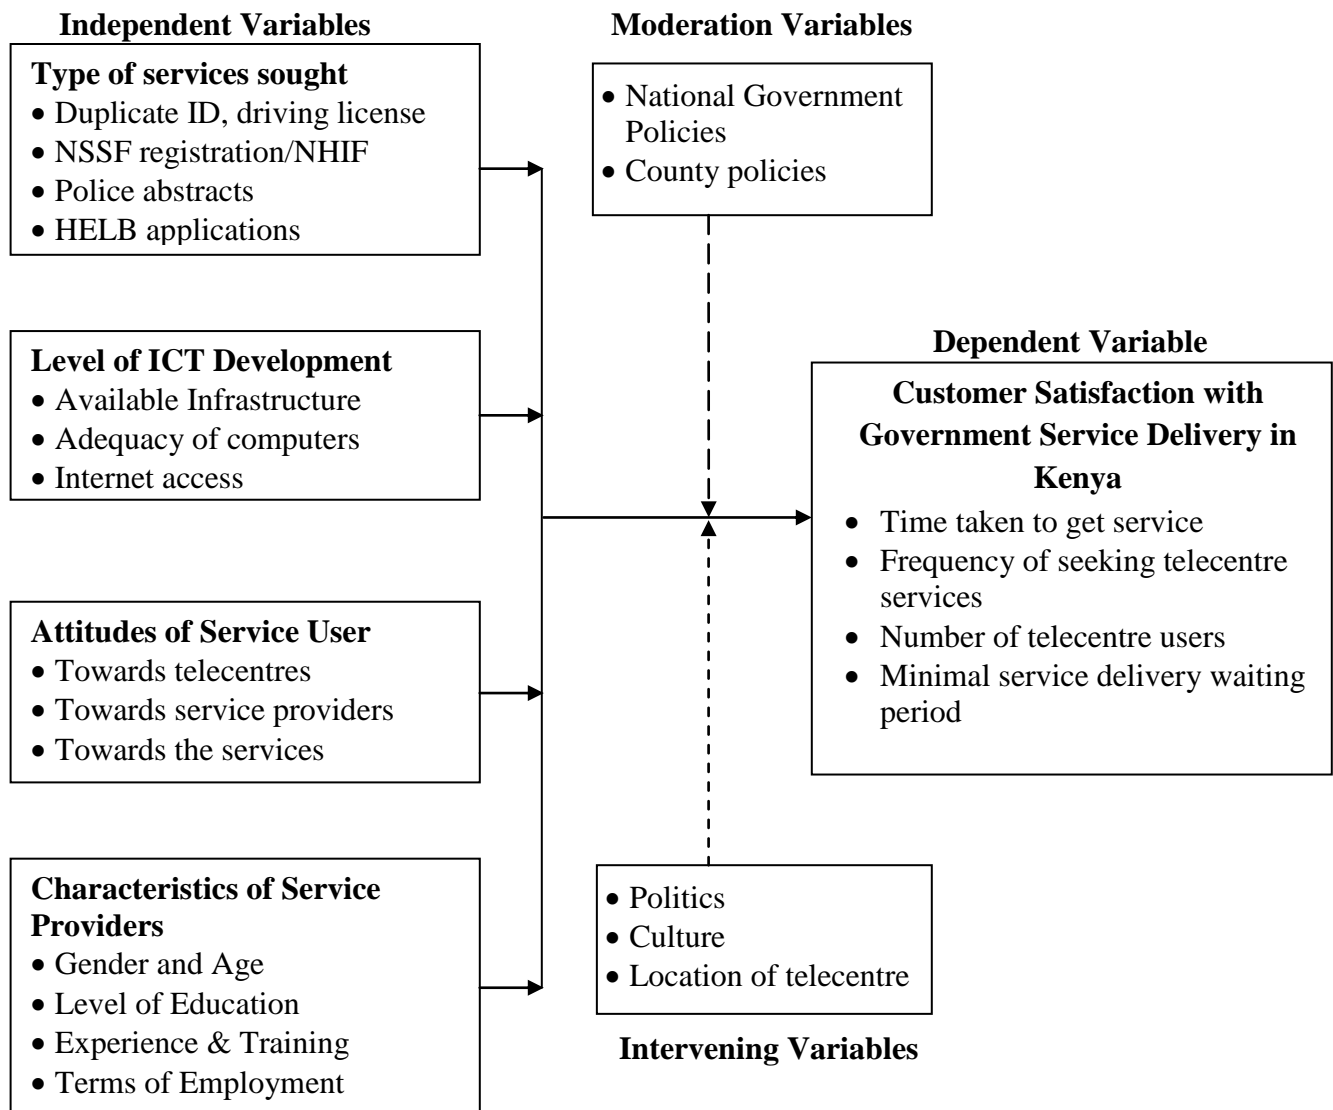 Independent Variables
Type of services sought
• Duplicate ID, driving license
• NSSF registration/NHIF
• Police abstracts
• HELB applications
Level of ICT Development
• Available Infrastructure
• Adequacy of computers
• Internet access
Attitudes of Service User
• Towards telecentres
• Towards service providers
• Towards the services
Characteristics of Service
Providers
• Gender and Age
• Level of Education
• Experience & Training
• Terms of Employment
Moderation Variables
• National Government
Policies
• County policies
• Politics
• Culture
• Location of telecentre
Intervening Variables
Dependent Variable
Customer Satisfaction with
Government Service Delivery in
Kenya
• Time taken to get service
• Frequency of seeking telecentre
services
• Number of telecentre users
• Minimal service delivery waiting
period